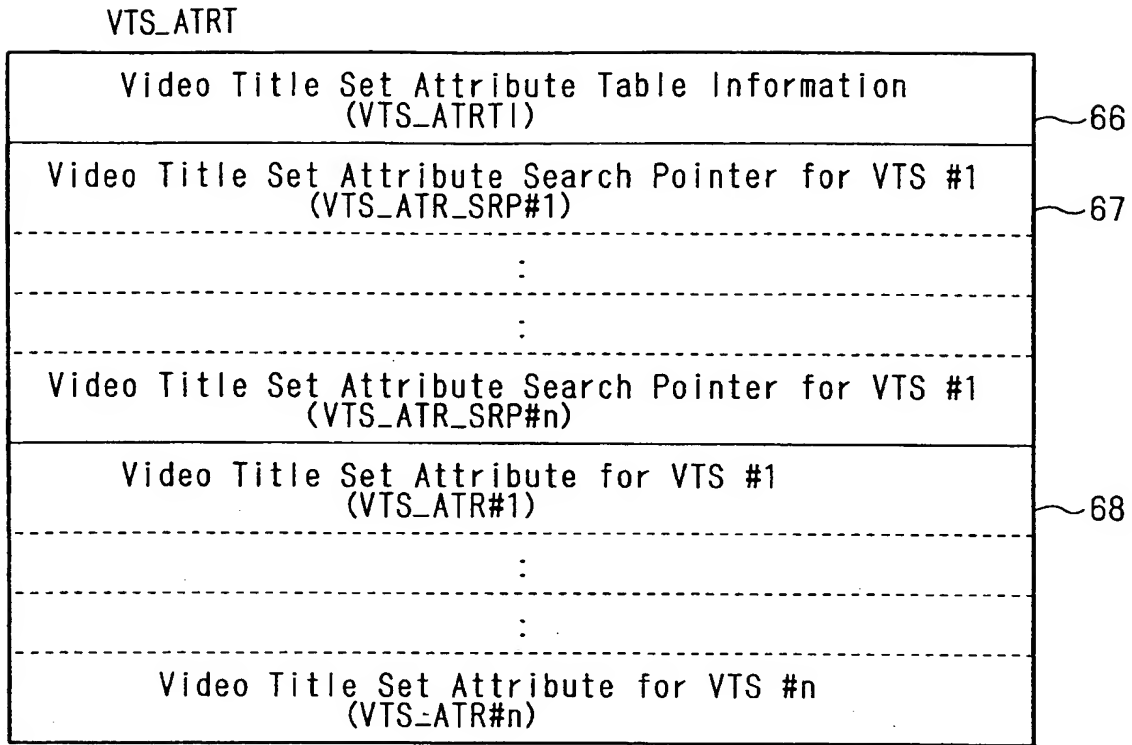 VTS_ATRT
Video Title Set Attribute Table Information
(VTS_ATRTI)
66
Video Title Set Attribute Search Pointer for VTS #1
(VTS_ATR_SRP#1)
67
:
:
Video Title Set Attribute Search Pointer for VTS #1
(VTS_ATR_SRP#n)
Video Title Set Attribute for VTS #1
(VTS_ATR#1)
68
:
:
Video Title Set Attribute for VTS #n
(VTS_ATR#n)